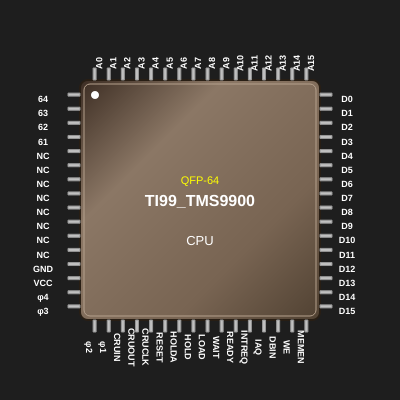 A0 A1 A2 A3 A4 A5 A6 A7 A8 A9 A10 A11 A12 A13 A14 A15
64
63
62
61
NC
NC
NC
NC
NC
NC
NC
NC
GND
VCC
φ4
φ3
QFP-64
TI99_TMS9900
CPU
D0
D1
D2
D3
D4
D5
D6
D7
D8
D9
D10
D11
D12
D13
D14
D15
φ2 φ1 CRUIN CRUOUT CRUCLK RESET HOLDA HOLD LOAD WAIT READY INTREQ IAQ DBIN WE MEMEN